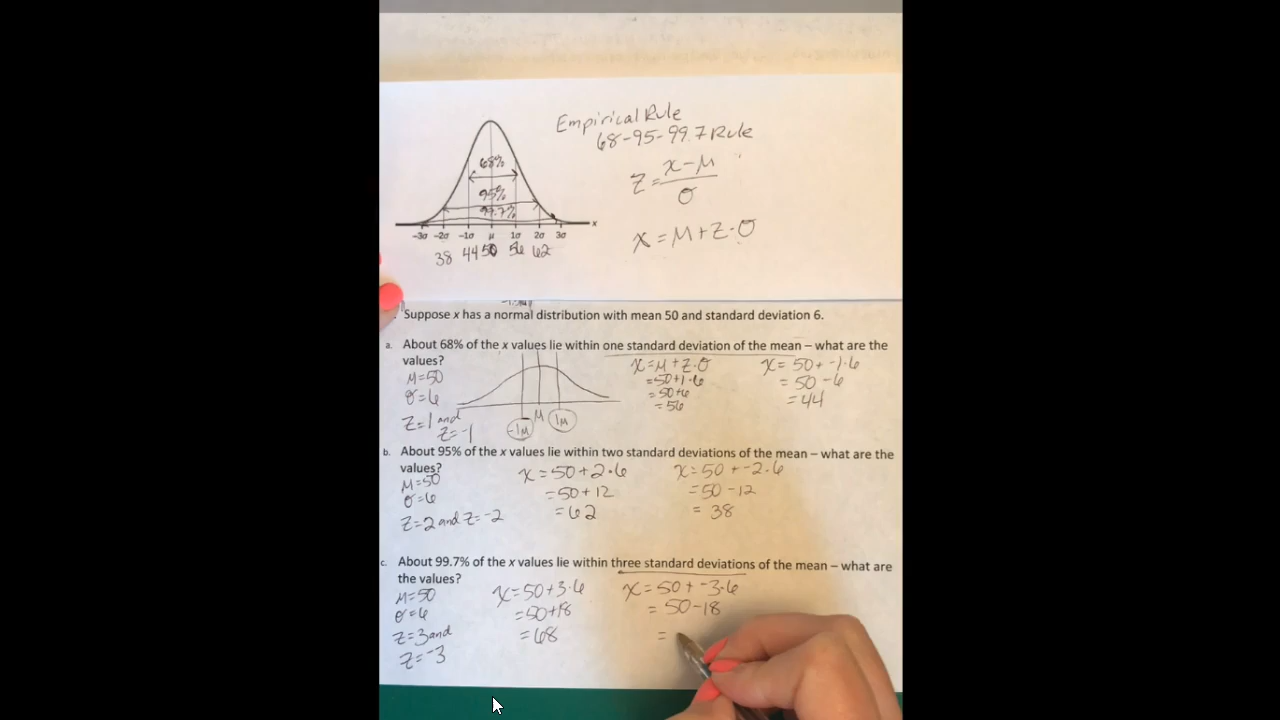 Empirical Rule
68-95-99.7 Rule
68%
95%
99.7%
z = x-μ / σ
x = μ + z·σ
x
-3σ -2σ -1σ μ 1σ 2σ 3σ
38 44 50 56 62
Suppose x has a normal distribution with mean 50 and standard deviation 6.
a. About 68% of the x values lie within one standard deviation of the mean – what are the
values?
μ=50
σ=6
z=1 and
z=-1
-1μ μ 1μ
x=μ+z·σ
=50+1·6
=50+6
=56
x= 50+ -1·6
= 50 -6
= 44
b. About 95% of the x values lie within two standard deviations of the mean – what are the
values?
μ=50
σ=6
z=2 and z=-2
x=50+2·6
=50+12
=62
x=50 + -2·6
=50 -12
= 38
c. About 99.7% of the x values lie within three standard deviations of the mean – what are
the values?
μ=50
σ=6
z=3 and
z=-3
x=50+3·6
=50+18
=68
x=50+ -3·6
= 50-18
=